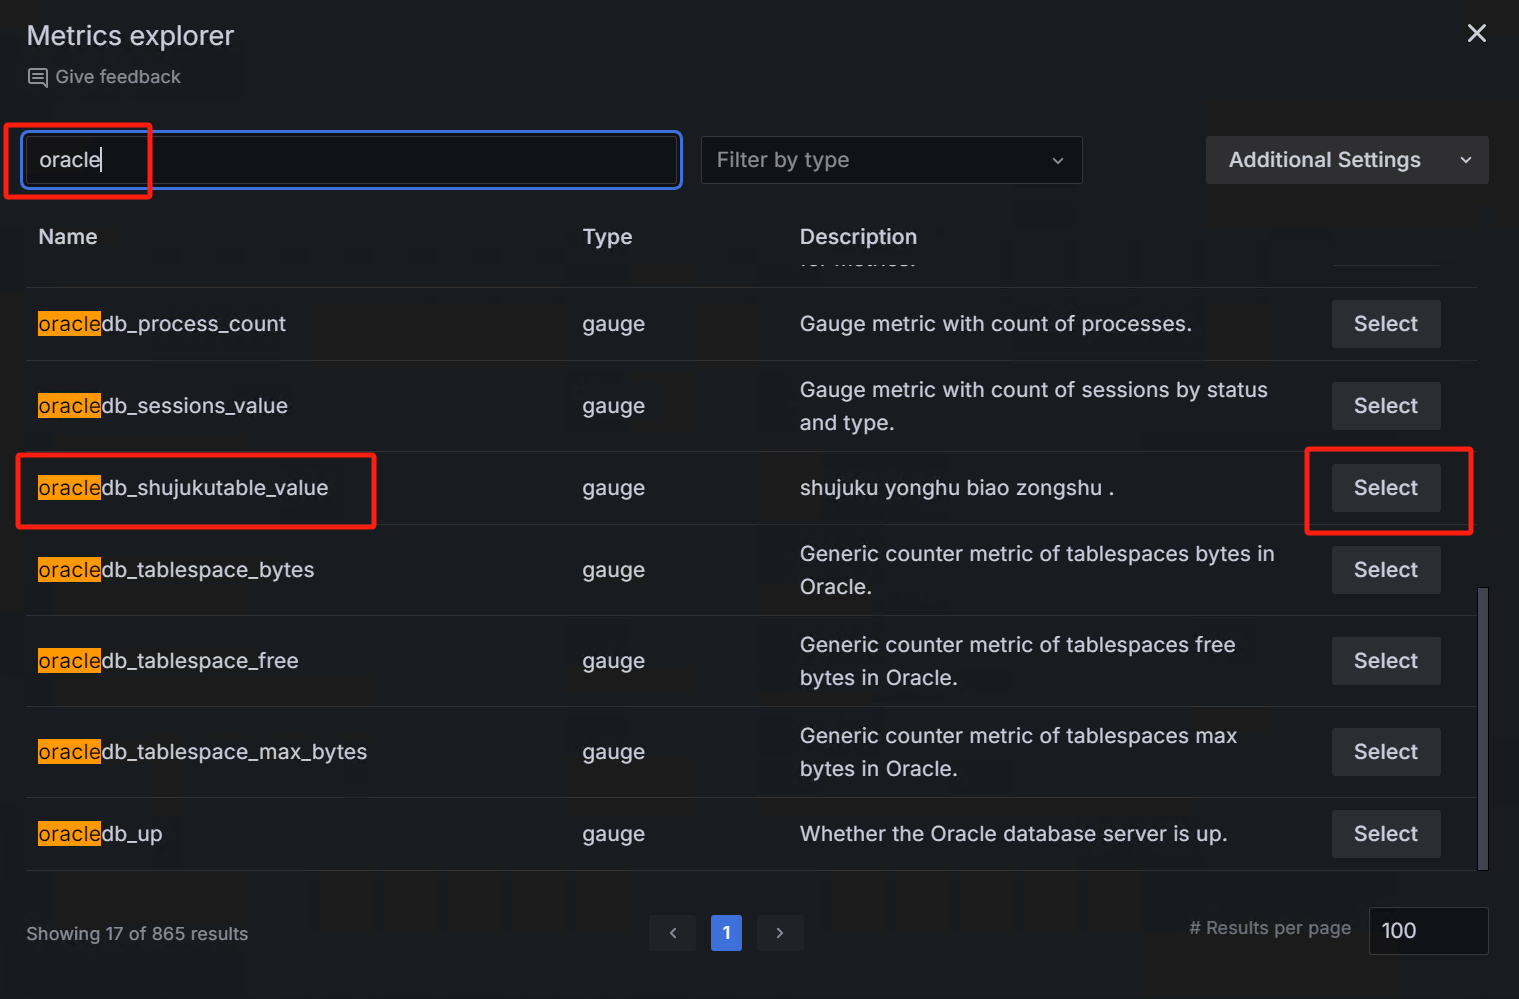 Metrics explorer
Give feedback
oracle
Filter by type
Additional Settings
Name Type Description
for metrics.
oracledb_process_count gauge Gauge metric with count of processes. Select
oracledb_sessions_value gauge Gauge metric with count of sessions by status and type. Select
oracledb_shujukutable_value gauge shujuku yonghu biao zongshu . Select
oracledb_tablespace_bytes gauge Generic counter metric of tablespaces bytes in Oracle. Select
oracledb_tablespace_free gauge Generic counter metric of tablespaces free bytes in Oracle. Select
oracledb_tablespace_max_bytes gauge Generic counter metric of tablespaces max bytes in Oracle. Select
oracledb_up gauge Whether the Oracle database server is up. Select
Showing 17 of 865 results
1
# Results per page 100